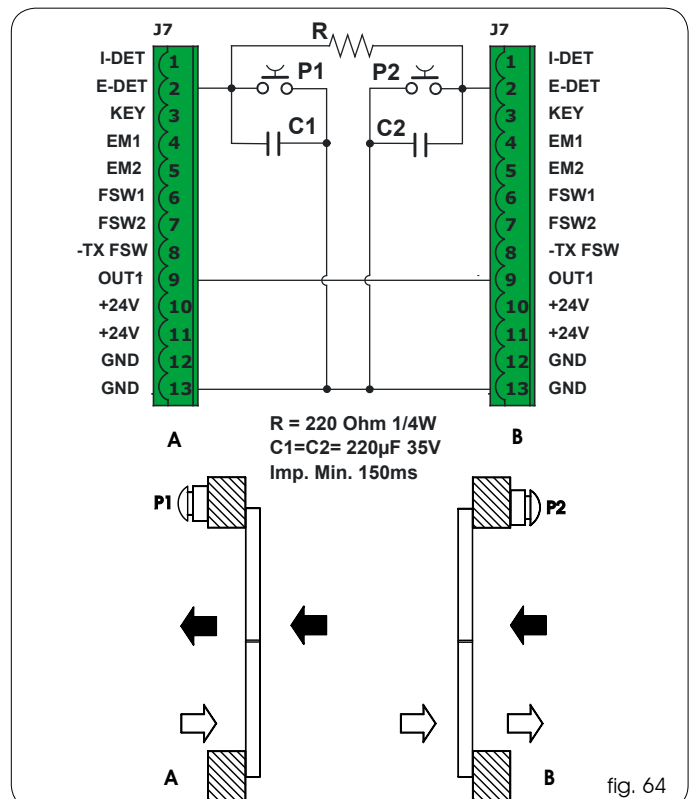 J7
I-DET 1
E-DET 2
KEY 3
EM1 4
EM2 5
FSW1 6
FSW2 7
-TX FSW 8
OUT1 9
+24V 10
+24V 11
GND 12
GND 13
A
R
P1 P2
C1 C2
J7
1 I-DET
2 E-DET
3 KEY
4 EM1
5 EM2
6 FSW1
7 FSW2
8 -TX FSW
9 OUT1
10 +24V
11 +24V
12 GND
13 GND
B
R = 220 Ohm 1/4W
C1=C2= 220µF 35V
Imp. Min. 150ms
P1 P2
A B
fig. 64